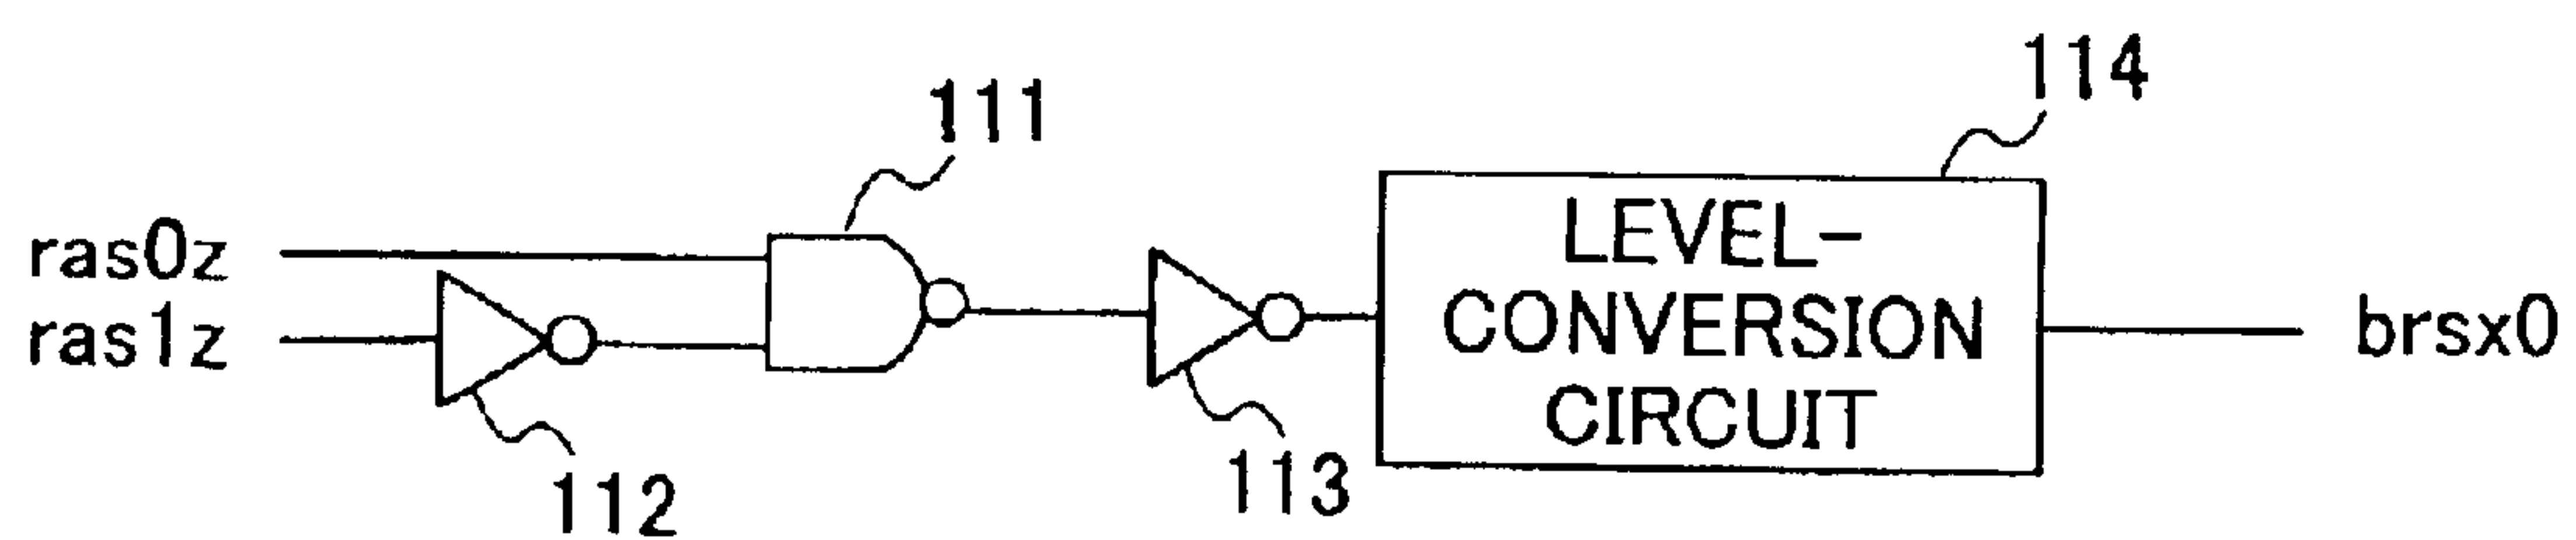 114
111
ras0z
ras1z
LEVEL-
CONVERSION
CIRCUIT
brsx0
112
113